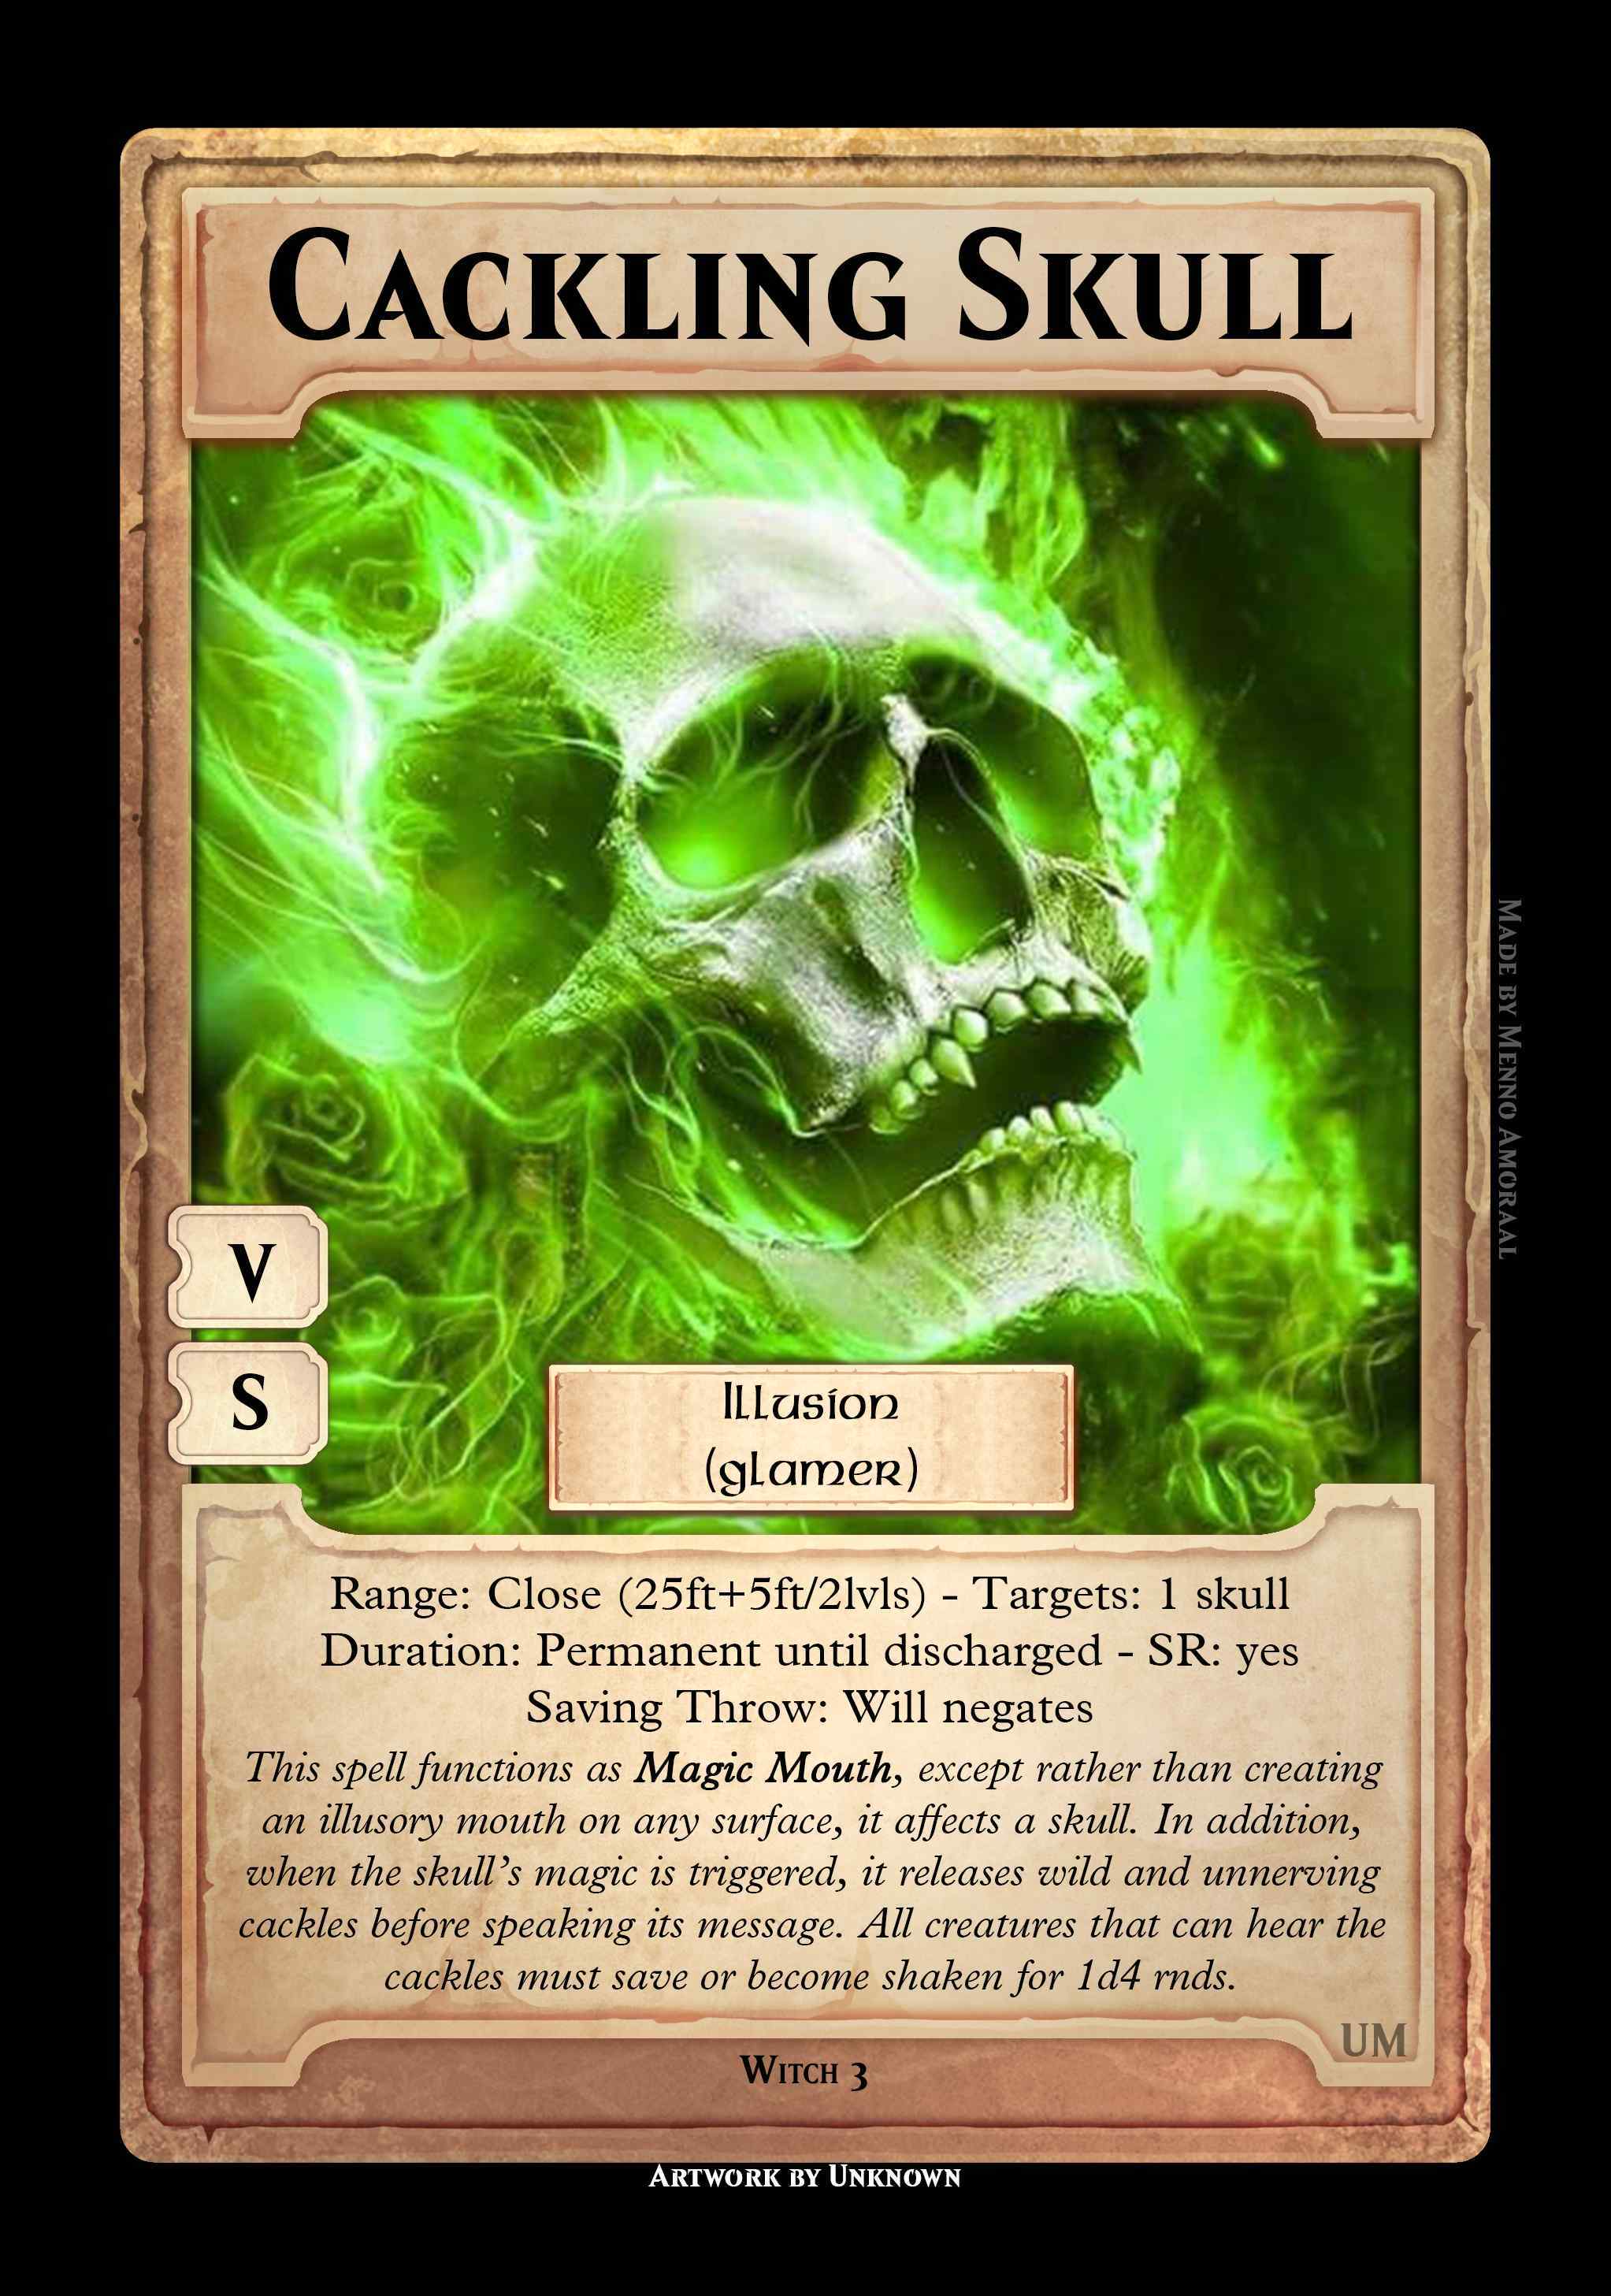 Cackling Skull
V
S
Illusion
(glamer)
Range: Close (25ft+5ft/2lvls) - Targets: 1 skull
Duration: Permanent until discharged - SR: yes
Saving Throw: Will negates
This spell functions as Magic Mouth, except rather than creating
an illusory mouth on any surface, it affects a skull. In addition,
when the skull's magic is triggered, it releases wild and unnerving
cackles before speaking its message. All creatures that can hear the
cackles must save or become shaken for 1d4 rnds.
UM
Witch 3
Artwork by Unknown
Made by Menno Amoraal